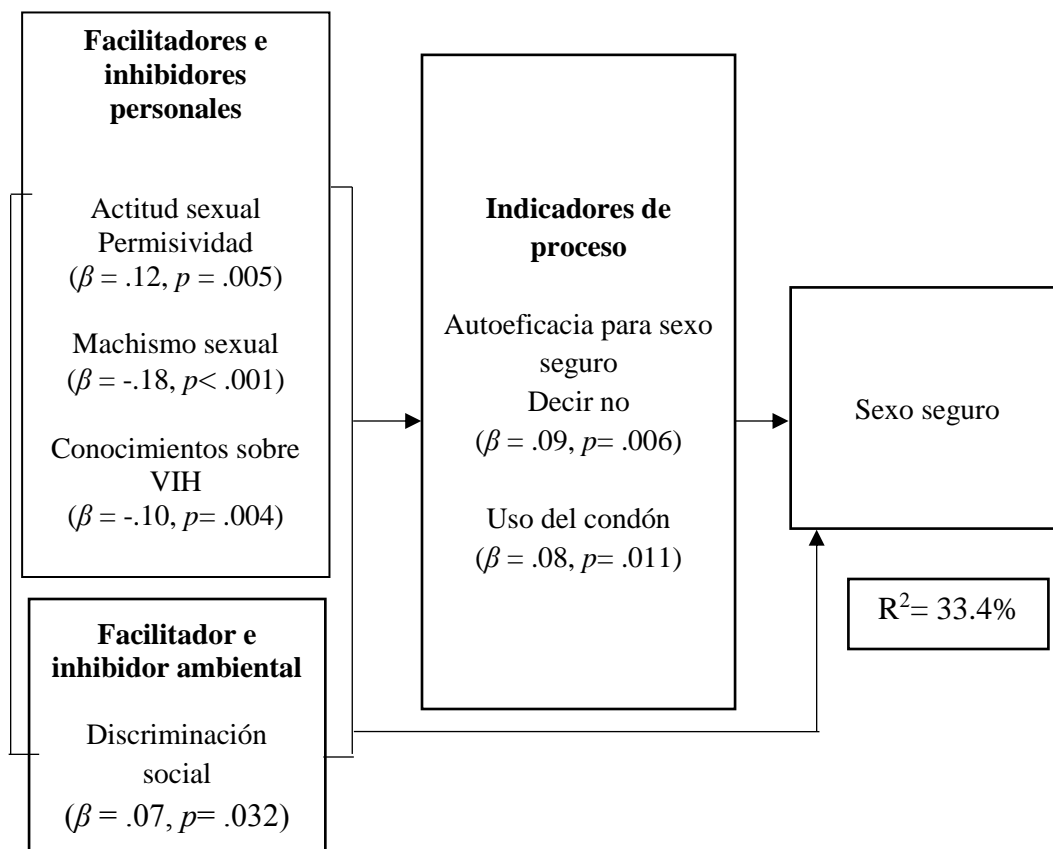 Facilitadores e
inhibidores
personales
Actitud sexual
Permisividad
(β = .12, p = .005)
Machismo sexual
(β = -.18, p< .001)
Conocimientos sobre
VIH
(β = -.10, p= .004)
Facilitador e
inhibidor ambiental
Discriminación
social
(β = .07, p= .032)
Indicadores de
proceso
Autoeficacia para sexo
seguro
Decir no
(β = .09, p= .006)
Uso del condón
(β = .08, p= .011)
Sexo seguro
R²= 33.4%